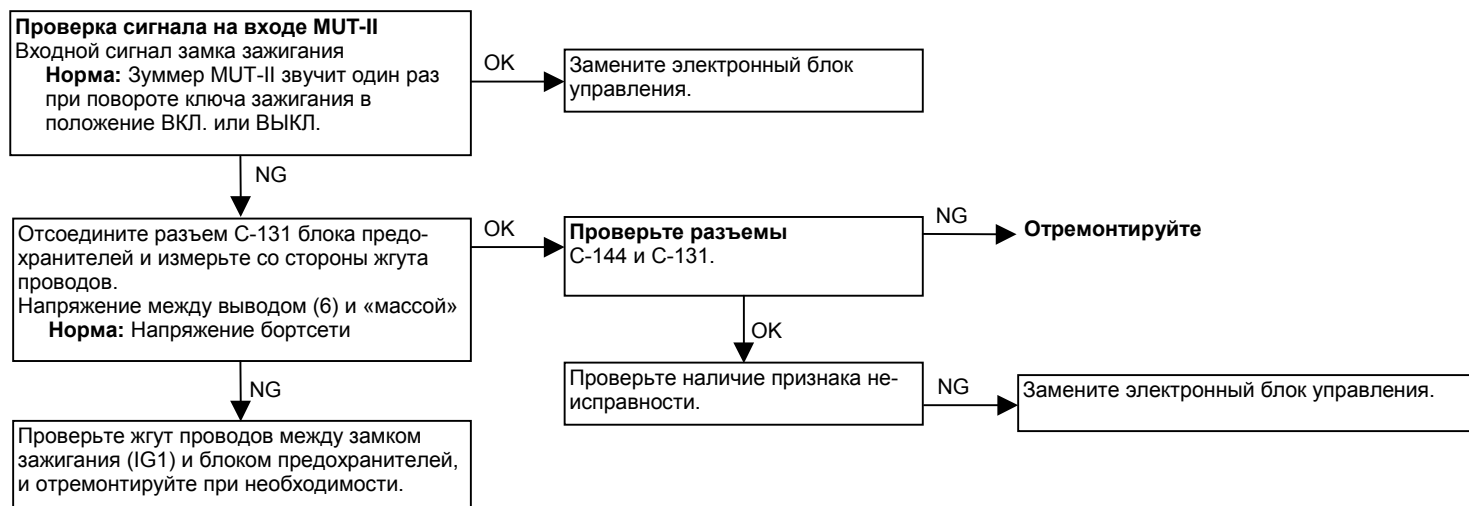 Проверка сигнала на входе MUT-II
Входной сигнал замка зажигания
Норма: Зуммер MUT-II звучит один раз
при повороте ключа зажигания в
положение ВКЛ. или ВЫКЛ.
OK
Замените электронный блок
управления.
NG
Отсоедините разъем С-131 блока предо-
хранителей и измерьте со стороны жгута
проводов.
Напряжение между выводом (6) и «массой»
Норма: Напряжение бортсети
OK
Проверьте разъемы
С-144 и С-131.
NG
Отремонтируйте
OK
Проверьте наличие признака не-
исправности.
NG
Замените электронный блок управления.
NG
Проверьте жгут проводов между замком
зажигания (IG1) и блоком предохранителей,
и отремонтируйте при необходимости.